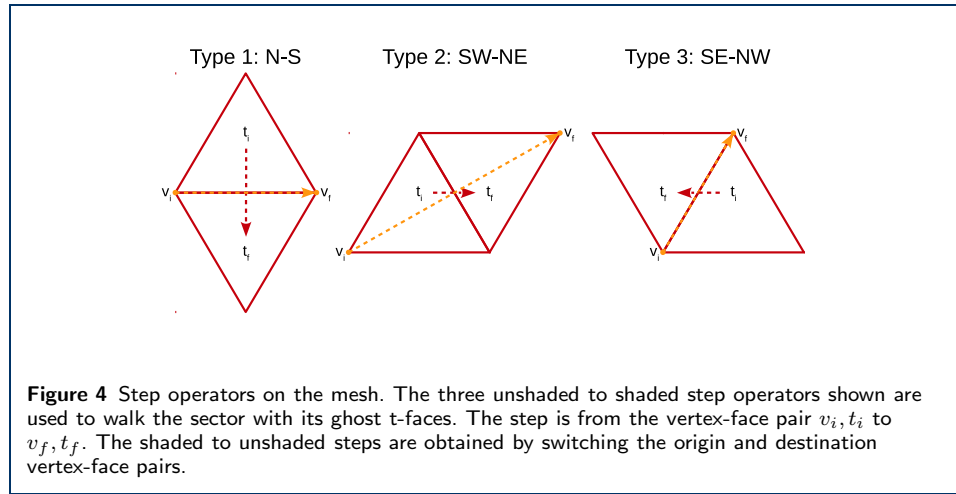 Type 1: N-S Type 2: SW-NE Type 3: SE-NW
t_i v_f v_f
v_i v_f t_i t_f t_f t_i
t_f v_i v_i
Figure 4 Step operators on the mesh. The three unshaded to shaded step operators shown are
used to walk the sector with its ghost t-faces. The step is from the vertex-face pair v_i, t_i to
v_f, t_f. The shaded to unshaded steps are obtained by switching the origin and destination
vertex-face pairs.